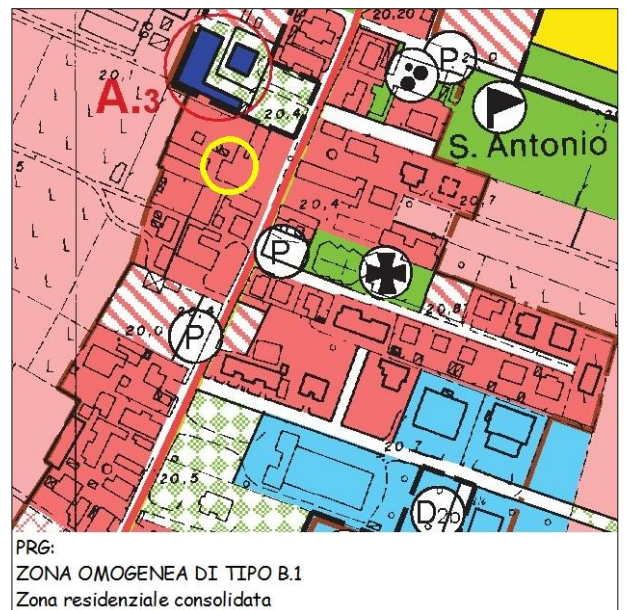 20.20
P
20,1
A.3
20.4
S. Antonio
5
20,4
20,7
P
20,8
20,0
P
20,7
20.5
D2b
PRG:
ZONA OMOGENEA DI TIPO B.1
Zona residenziale consolidata